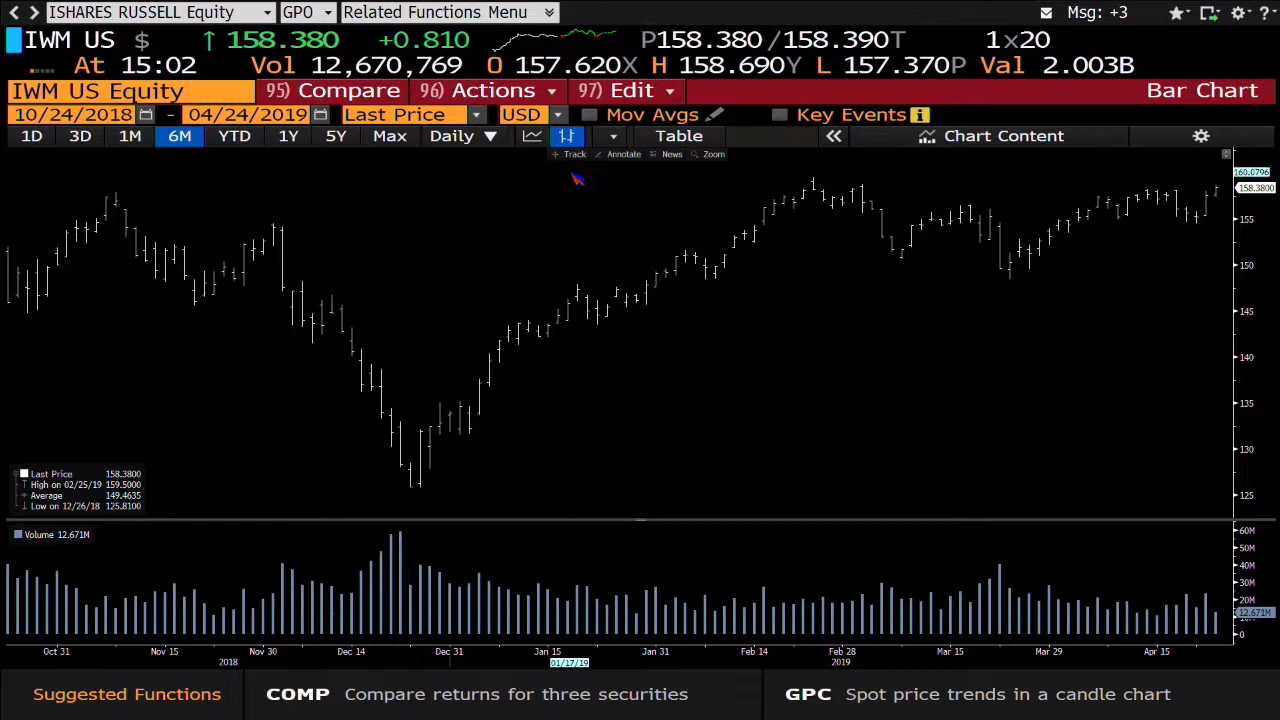 ISHARES RUSSELL Equity GPO Related Functions Menu Msg: +3
IWM US $ ↑ 158.380 +0.810 P158.380 /158.390T 1x20
At 15:02 Vol 12,670,769 O 157.620X H 158.690Y L 157.370P Val 2.003B
IWM US Equity 95) Compare 96) Actions 97) Edit Bar Chart
10/24/2018 - 04/24/2019 Last Price USD Mov Avgs Key Events i
1D 3D 1M 6M YTD 1Y 5Y Max Daily ▼ Table « Chart Content
Track Annotate News Zoom
160.0796
158.3800
155
150
145
140
135
130
125
Last Price 158.3800
High on 02/25/19 159.5000
Average 149.4635
Low on 12/26/18 125.8100
Volume 12.671M
60M
50M
40M
30M
20M
12.671M
0
Oct 31 Nov 15 Nov 30 Dec 14 Dec 31 Jan 15 Jan 31 Feb 14 Feb 28 Mar 15 Mar 29 Apr 15
2018 01/17/19 2019
Suggested Functions COMP Compare returns for three securities GPC Spot price trends in a candle chart